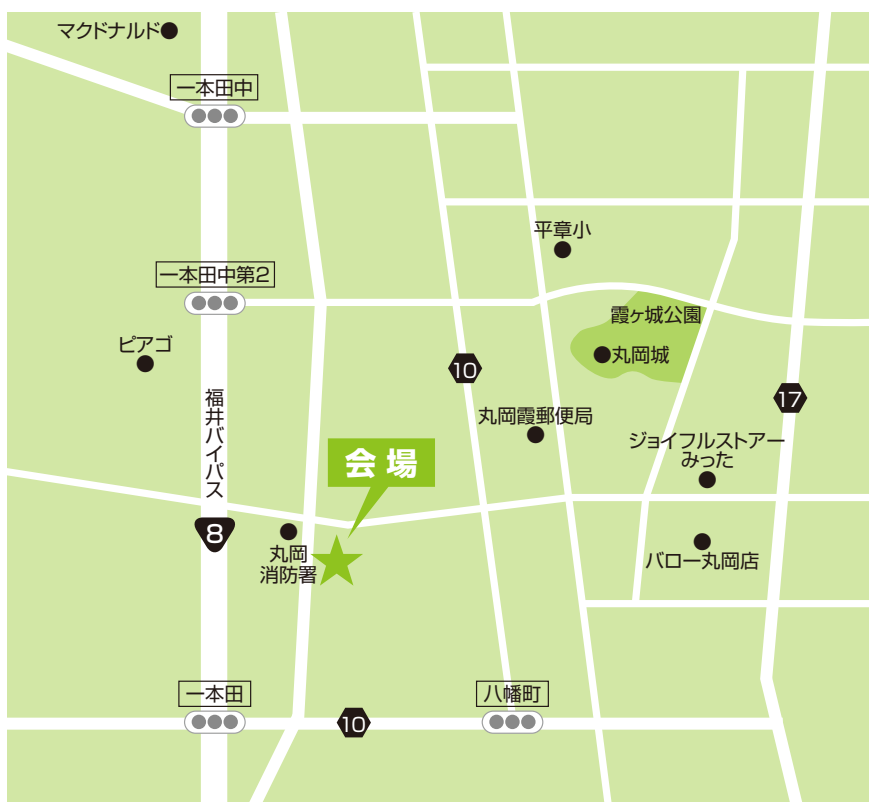 マクドナルド
一本田中
平章小
一本田中第2
霞ヶ城公園
ピアゴ
丸岡城
10
17
福井バイパス
丸岡霞郵便局
ジョイフルストアー
みった
会場
8
丸岡
消防署
バロー丸岡店
一本田
八幡町
10